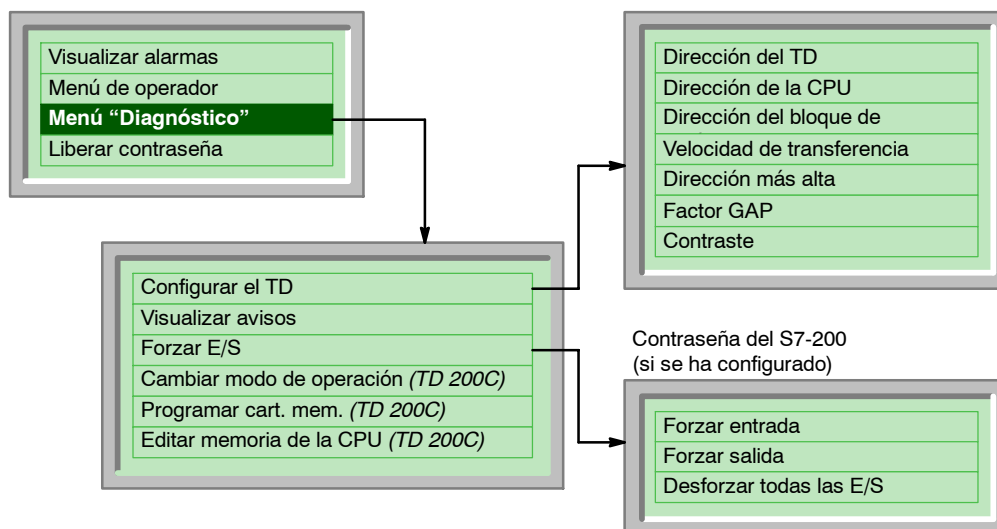 Visualizar alarmas
Menú de operador
Menú “Diagnóstico”
Liberar contraseña
Configurar el TD
Visualizar avisos
Forzar E/S
Cambiar modo de operación (TD 200C)
Programar cart. mem. (TD 200C)
Editar memoria de la CPU (TD 200C)
Dirección del TD
Dirección de la CPU
Dirección del bloque de
Velocidad de transferencia
Dirección más alta
Factor GAP
Contraste
Contraseña del S7-200
(si se ha configurado)
Forzar entrada
Forzar salida
Desforzar todas las E/S